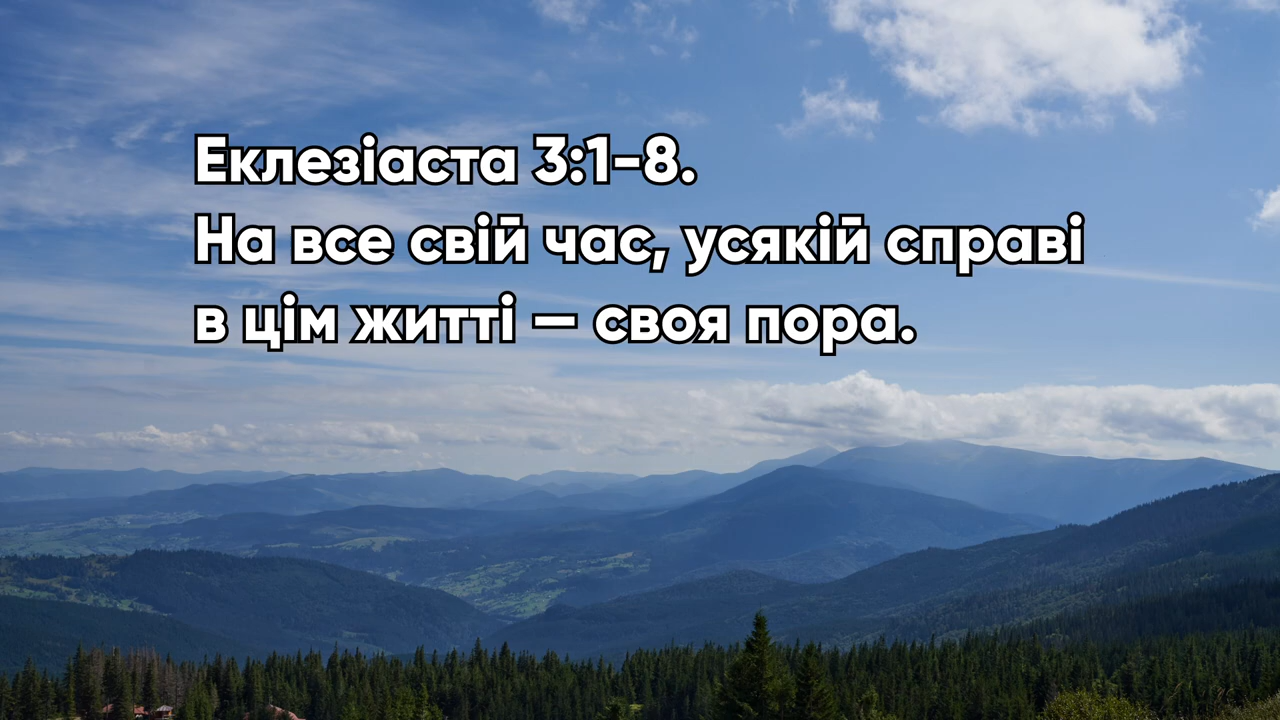 Еклезіаста 3:1-8.
На все свій час, усякій справі
в цім житті — своя пора.